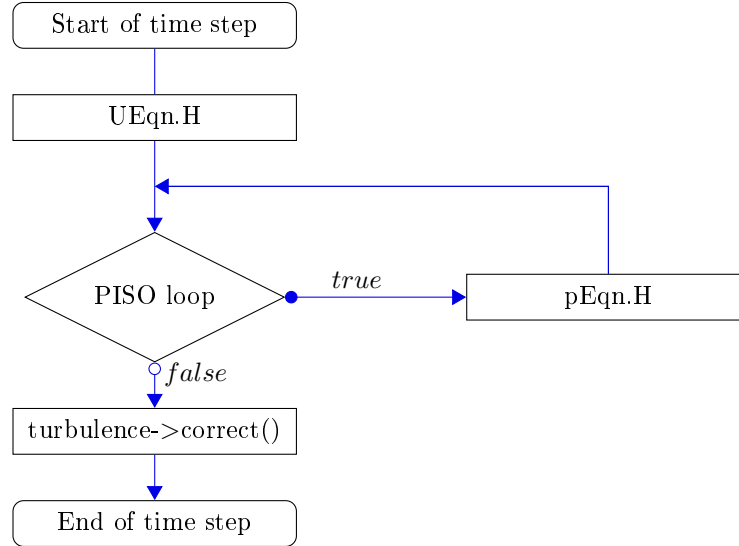 Start of time step
UEqn.H
PISO loop
true
pEqn.H
false
turbulence->correct()
End of time step